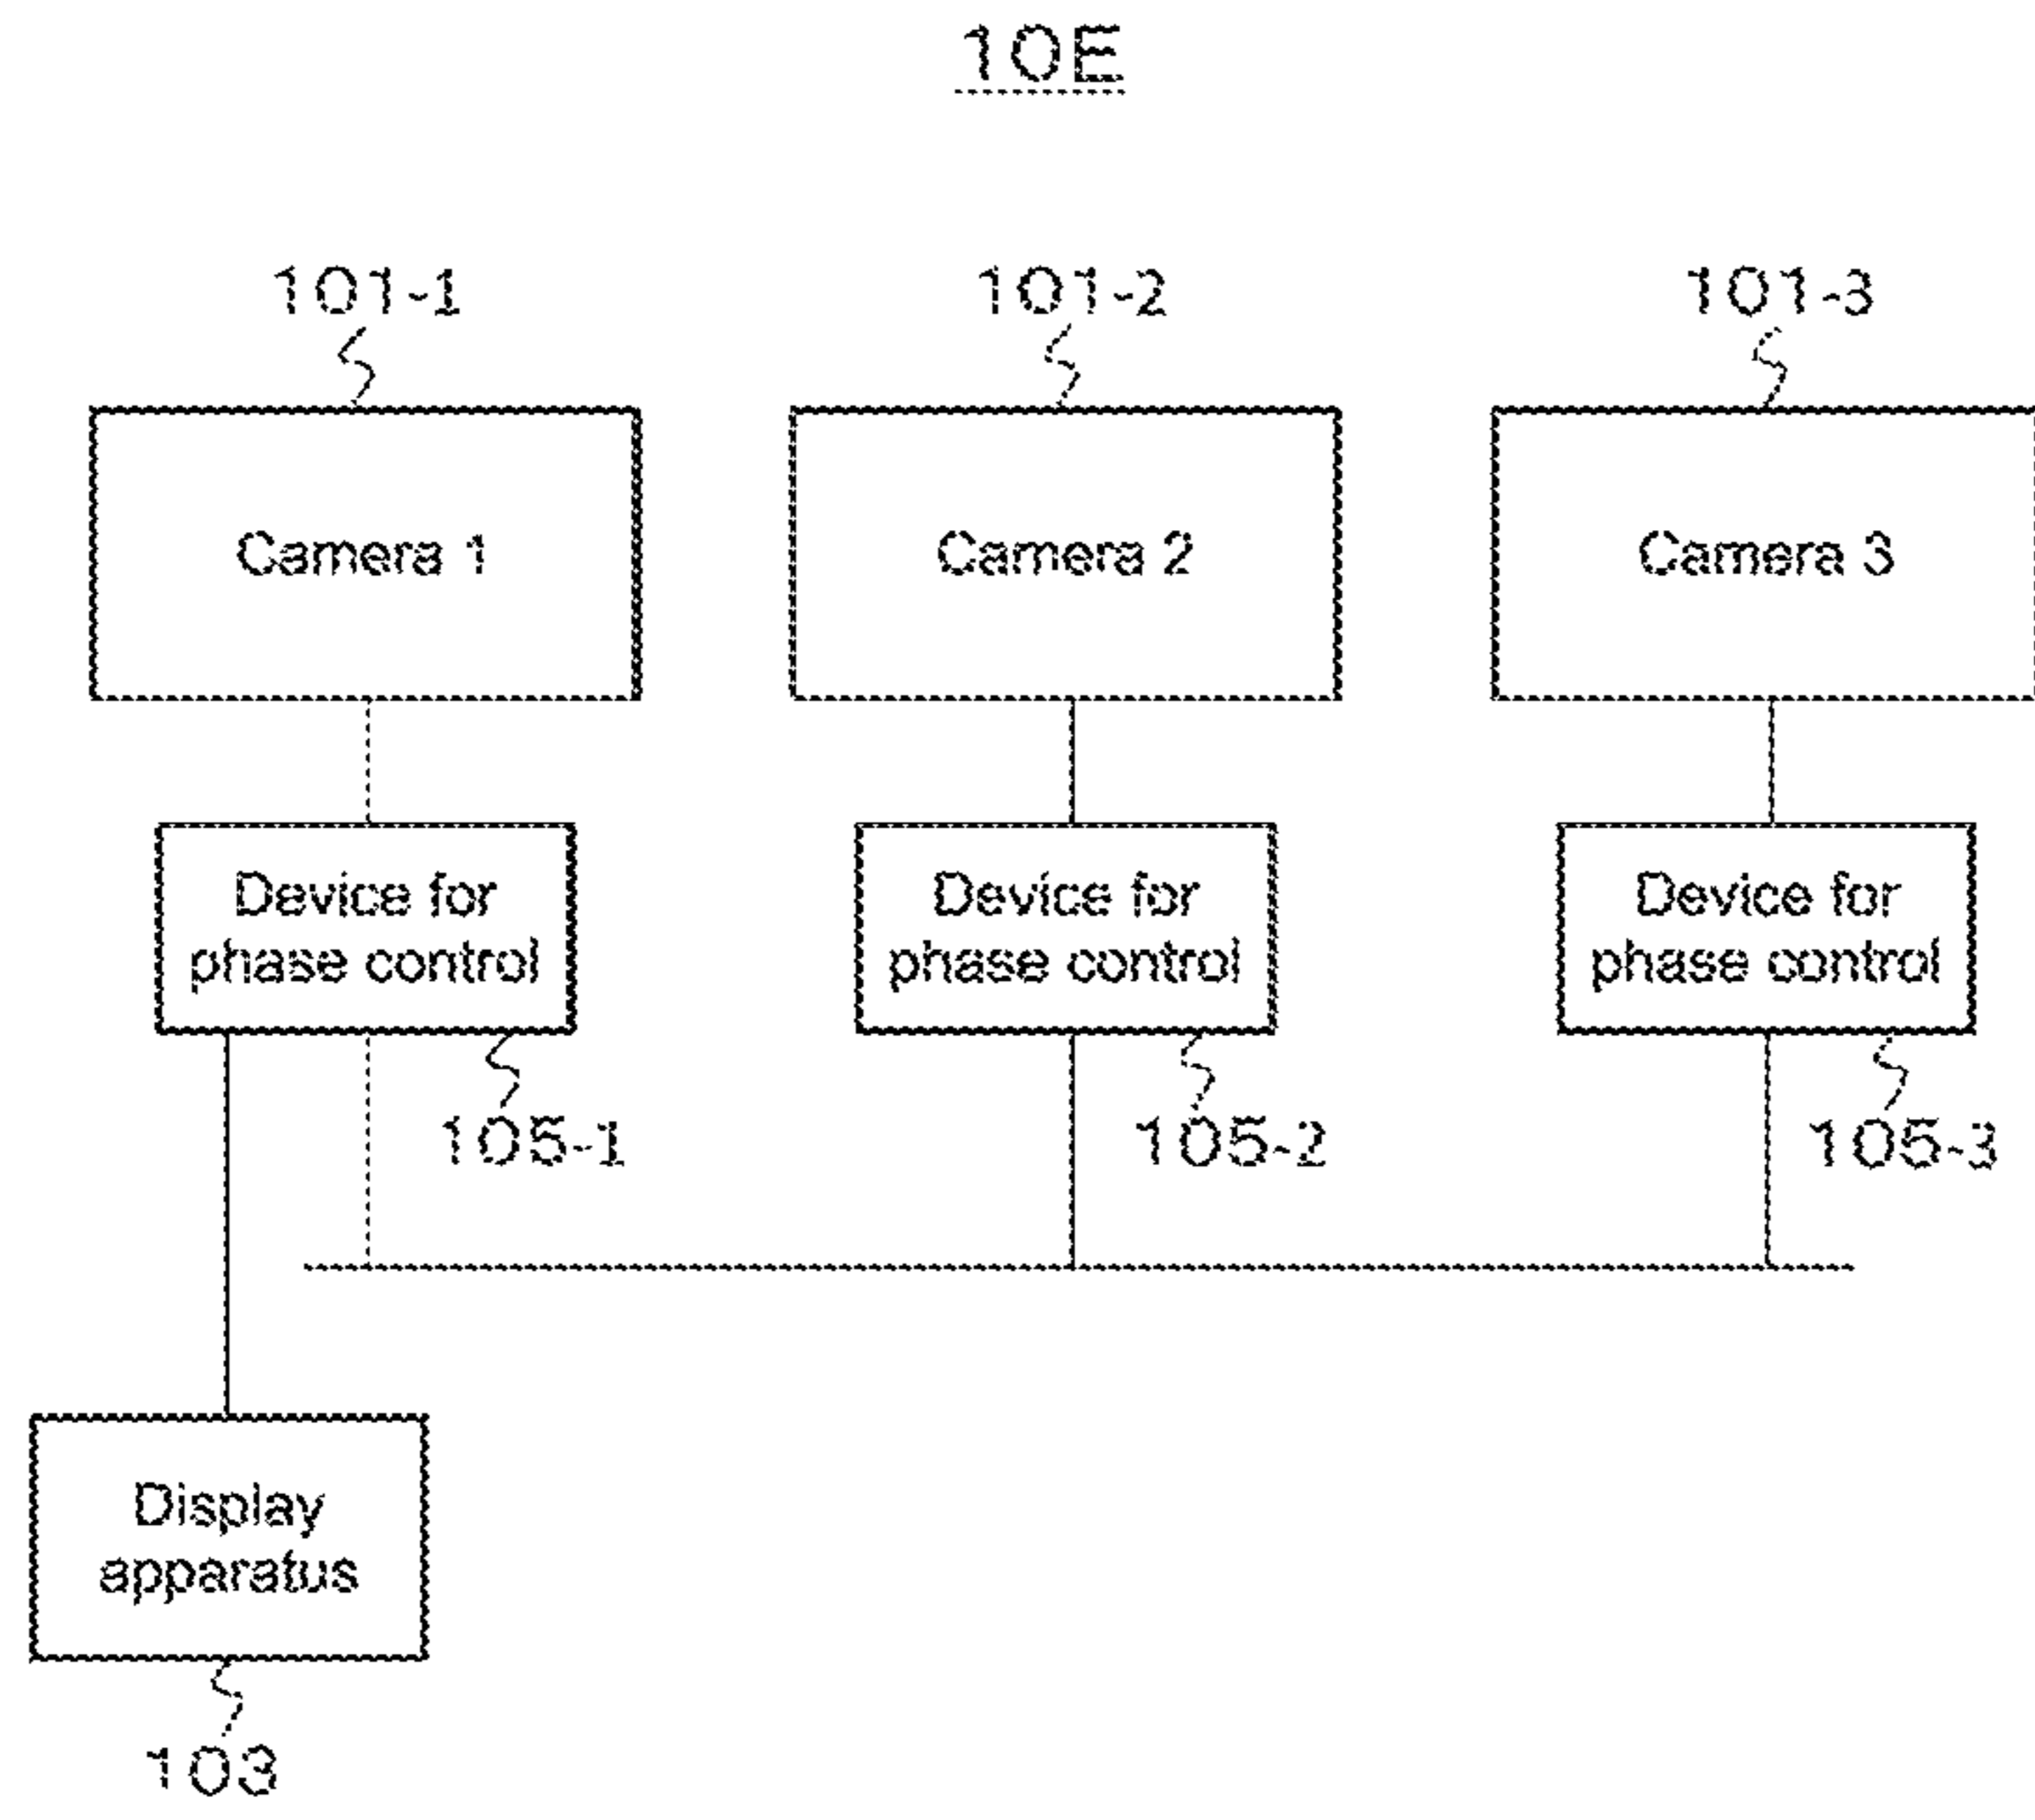 10E
101-1
101-2
101-3
Camera 1
Camera 2
Camera 3
Device for
phase control
Device for
phase control
Device for
phase control
105-1
105-2
105-3
Display
apparatus
103